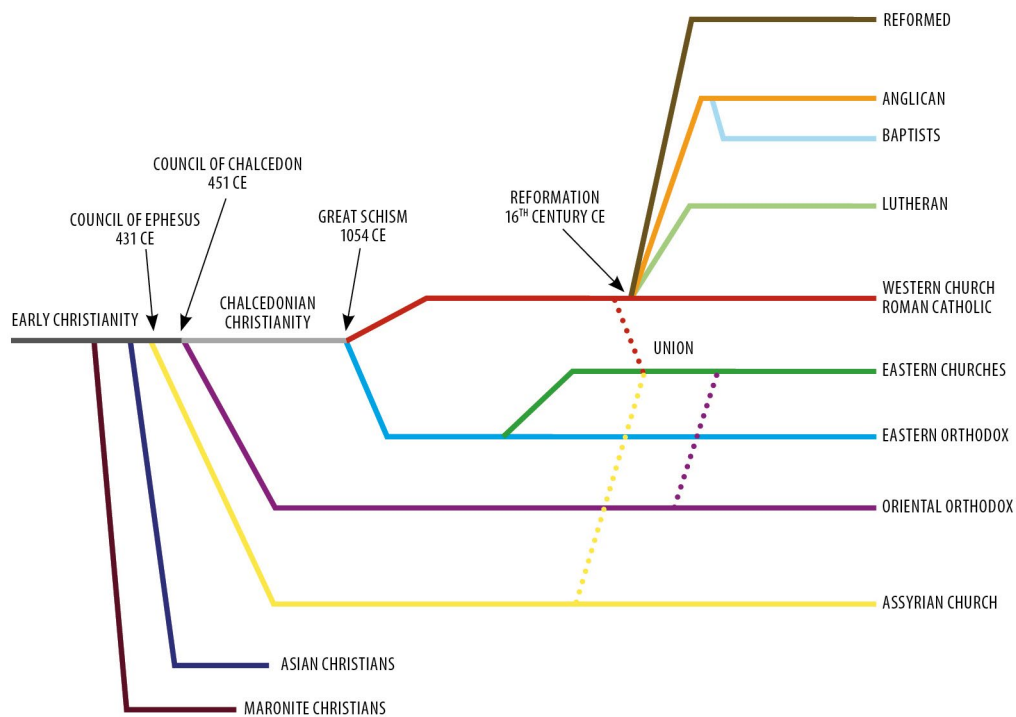 REFORMED
ANGLICAN
BAPTISTS
COUNCIL OF CHALCEDON
451 CE
REFORMATION
16TH CENTURY CE
LUTHERAN
COUNCIL OF EPHESUS
431 CE
GREAT SCHISM
1054 CE
WESTERN CHURCH
ROMAN CATHOLIC
EARLY CHRISTIANITY
CHALCEDONIAN
CHRISTIANITY
UNION
EASTERN CHURCHES
EASTERN ORTHODOX
ORIENTAL ORTHODOX
ASSYRIAN CHURCH
ASIAN CHRISTIANS
MARONITE CHRISTIANS